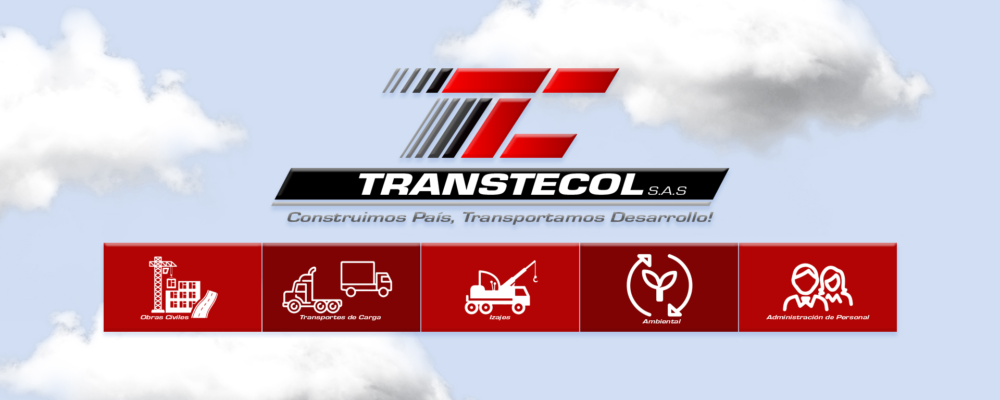 TRANSTECOL S.A.S
Construimos País, Transportamos Desarrollo!
Obras Civiles
Transportes de Carga
Izajes
Ambiental
Administración de Personal